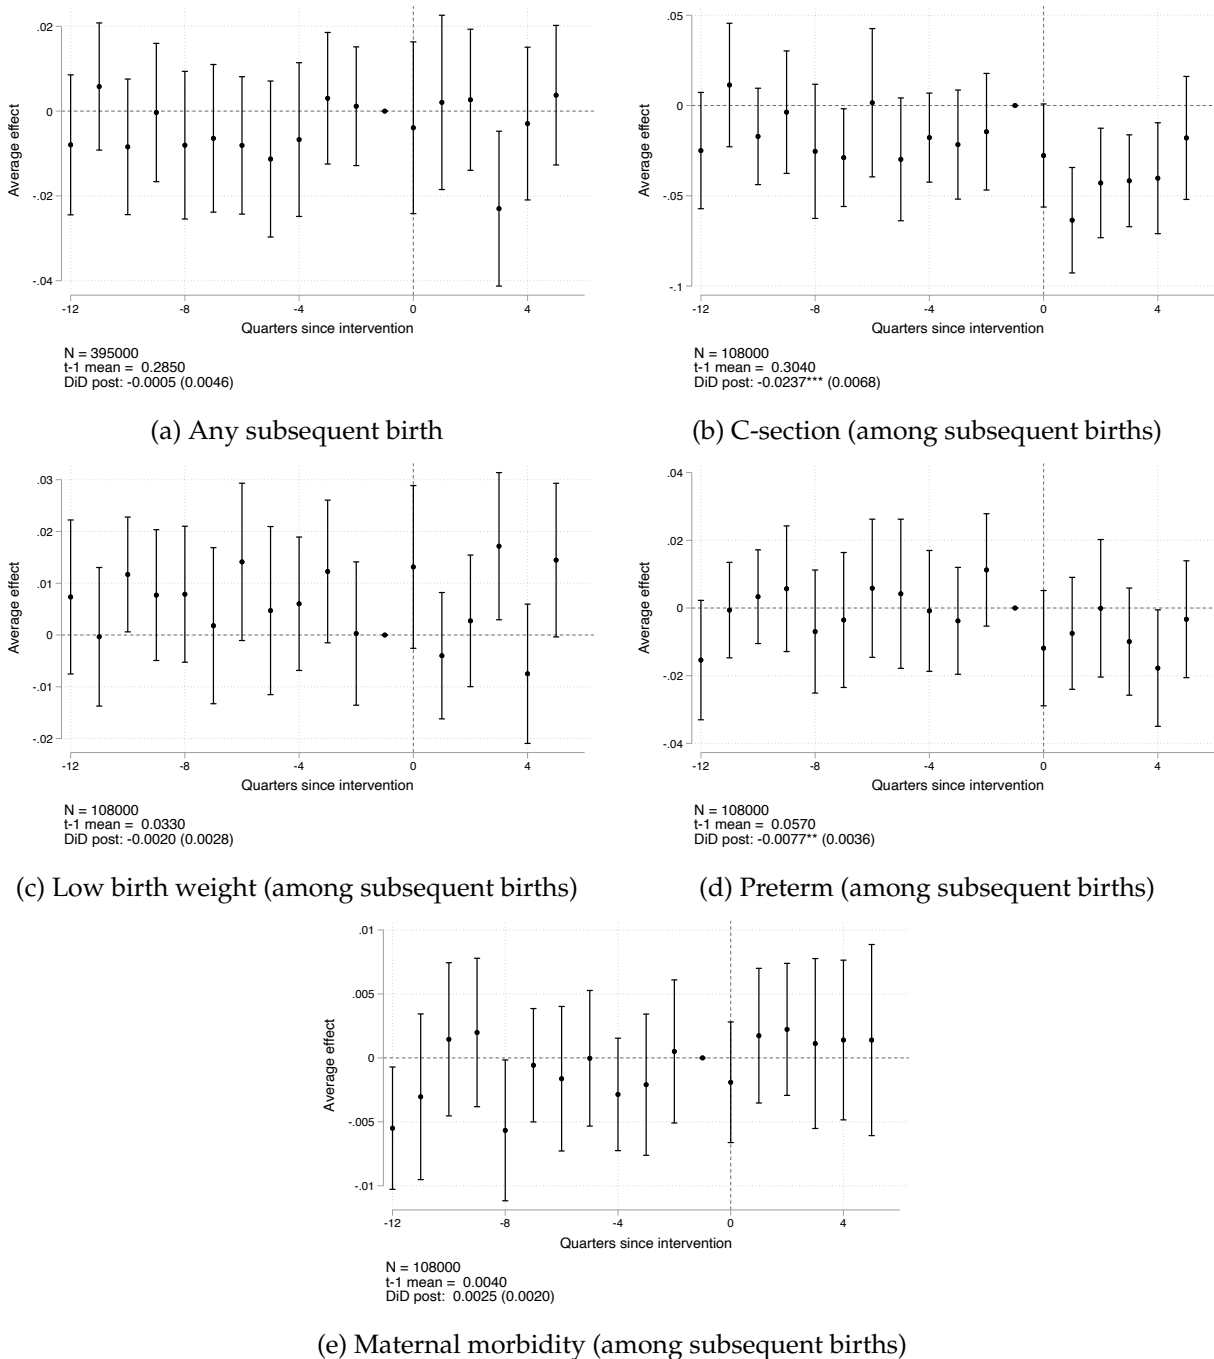 .02
0
-.02
-.04
Average effect
-12
-8
-4
0
4
Quarters since intervention
N = 395000
t-1 mean = 0.2850
DiD post: -0.0005 (0.0046)
(a) Any subsequent birth
.05
0
-.05
-.1
Average effect
-12
-8
-4
0
4
Quarters since intervention
N = 108000
t-1 mean = 0.3040
DiD post: -0.0237*** (0.0068)
(b) C-section (among subsequent births)
.03
.02
.01
0
-.01
-.02
Average effect
-12
-8
-4
0
4
Quarters since intervention
N = 108000
t-1 mean = 0.0330
DiD post: -0.0020 (0.0028)
(c) Low birth weight (among subsequent births)
.04
.02
0
-.02
-.04
Average effect
-12
-8
-4
0
4
Quarters since intervention
N = 108000
t-1 mean = 0.0570
DiD post: -0.0077** (0.0036)
(d) Preterm (among subsequent births)
.01
.005
0
-.005
-.01
Average effect
-12
-8
-4
0
4
Quarters since intervention
N = 108000
t-1 mean = 0.0040
DiD post: 0.0025 (0.0020)
(e) Maternal morbidity (among subsequent births)